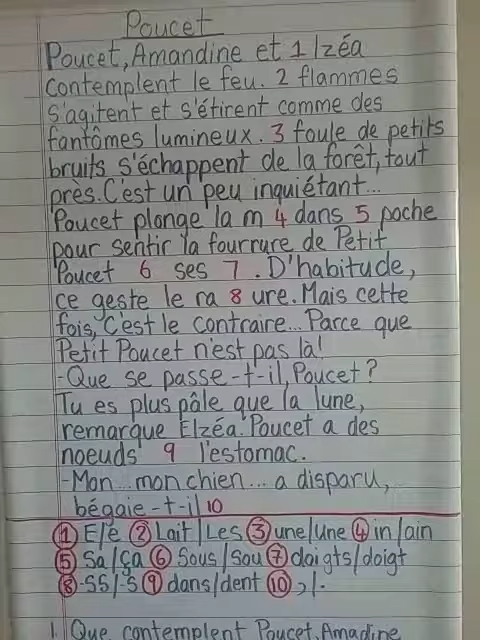 Poucet
Poucet, Amandine et 1 lzéa
contemplent le feu. 2 flammes
s'agitent et s'étirent comme des
fantômes lumineux. 3 foule de petits
bruits s'échappent de la forêt, tout
près. C'est un peu inquiétant...
Poucet plonge la m 4 dans 5 poche
pour sentir la fourrure de Petit
Poucet 6 ses 7. D'habitude,
ce geste le ra 8 ure. Mais cette
fois, c'est le contraire... Parce que
Petit Poucet n'est pas là!
-Que se passe-t-il, Poucet?
Tu es plus pâle que la lune,
remarque Elzéa. Poucet a des
noeuds 9 l'estomac.
-Mon... mon chien... a disparu,
bégaie-t-il 10
① E/e ② Lait/Les ③ une/Une ④ in/ain
⑤ Sa/ça ⑥ Sous/Sou ⑦ doigts/doigt
⑧ -ss/-s ⑨ dans/dent ⑩ ,/.
1. Que contemplent Poucet, Amadine